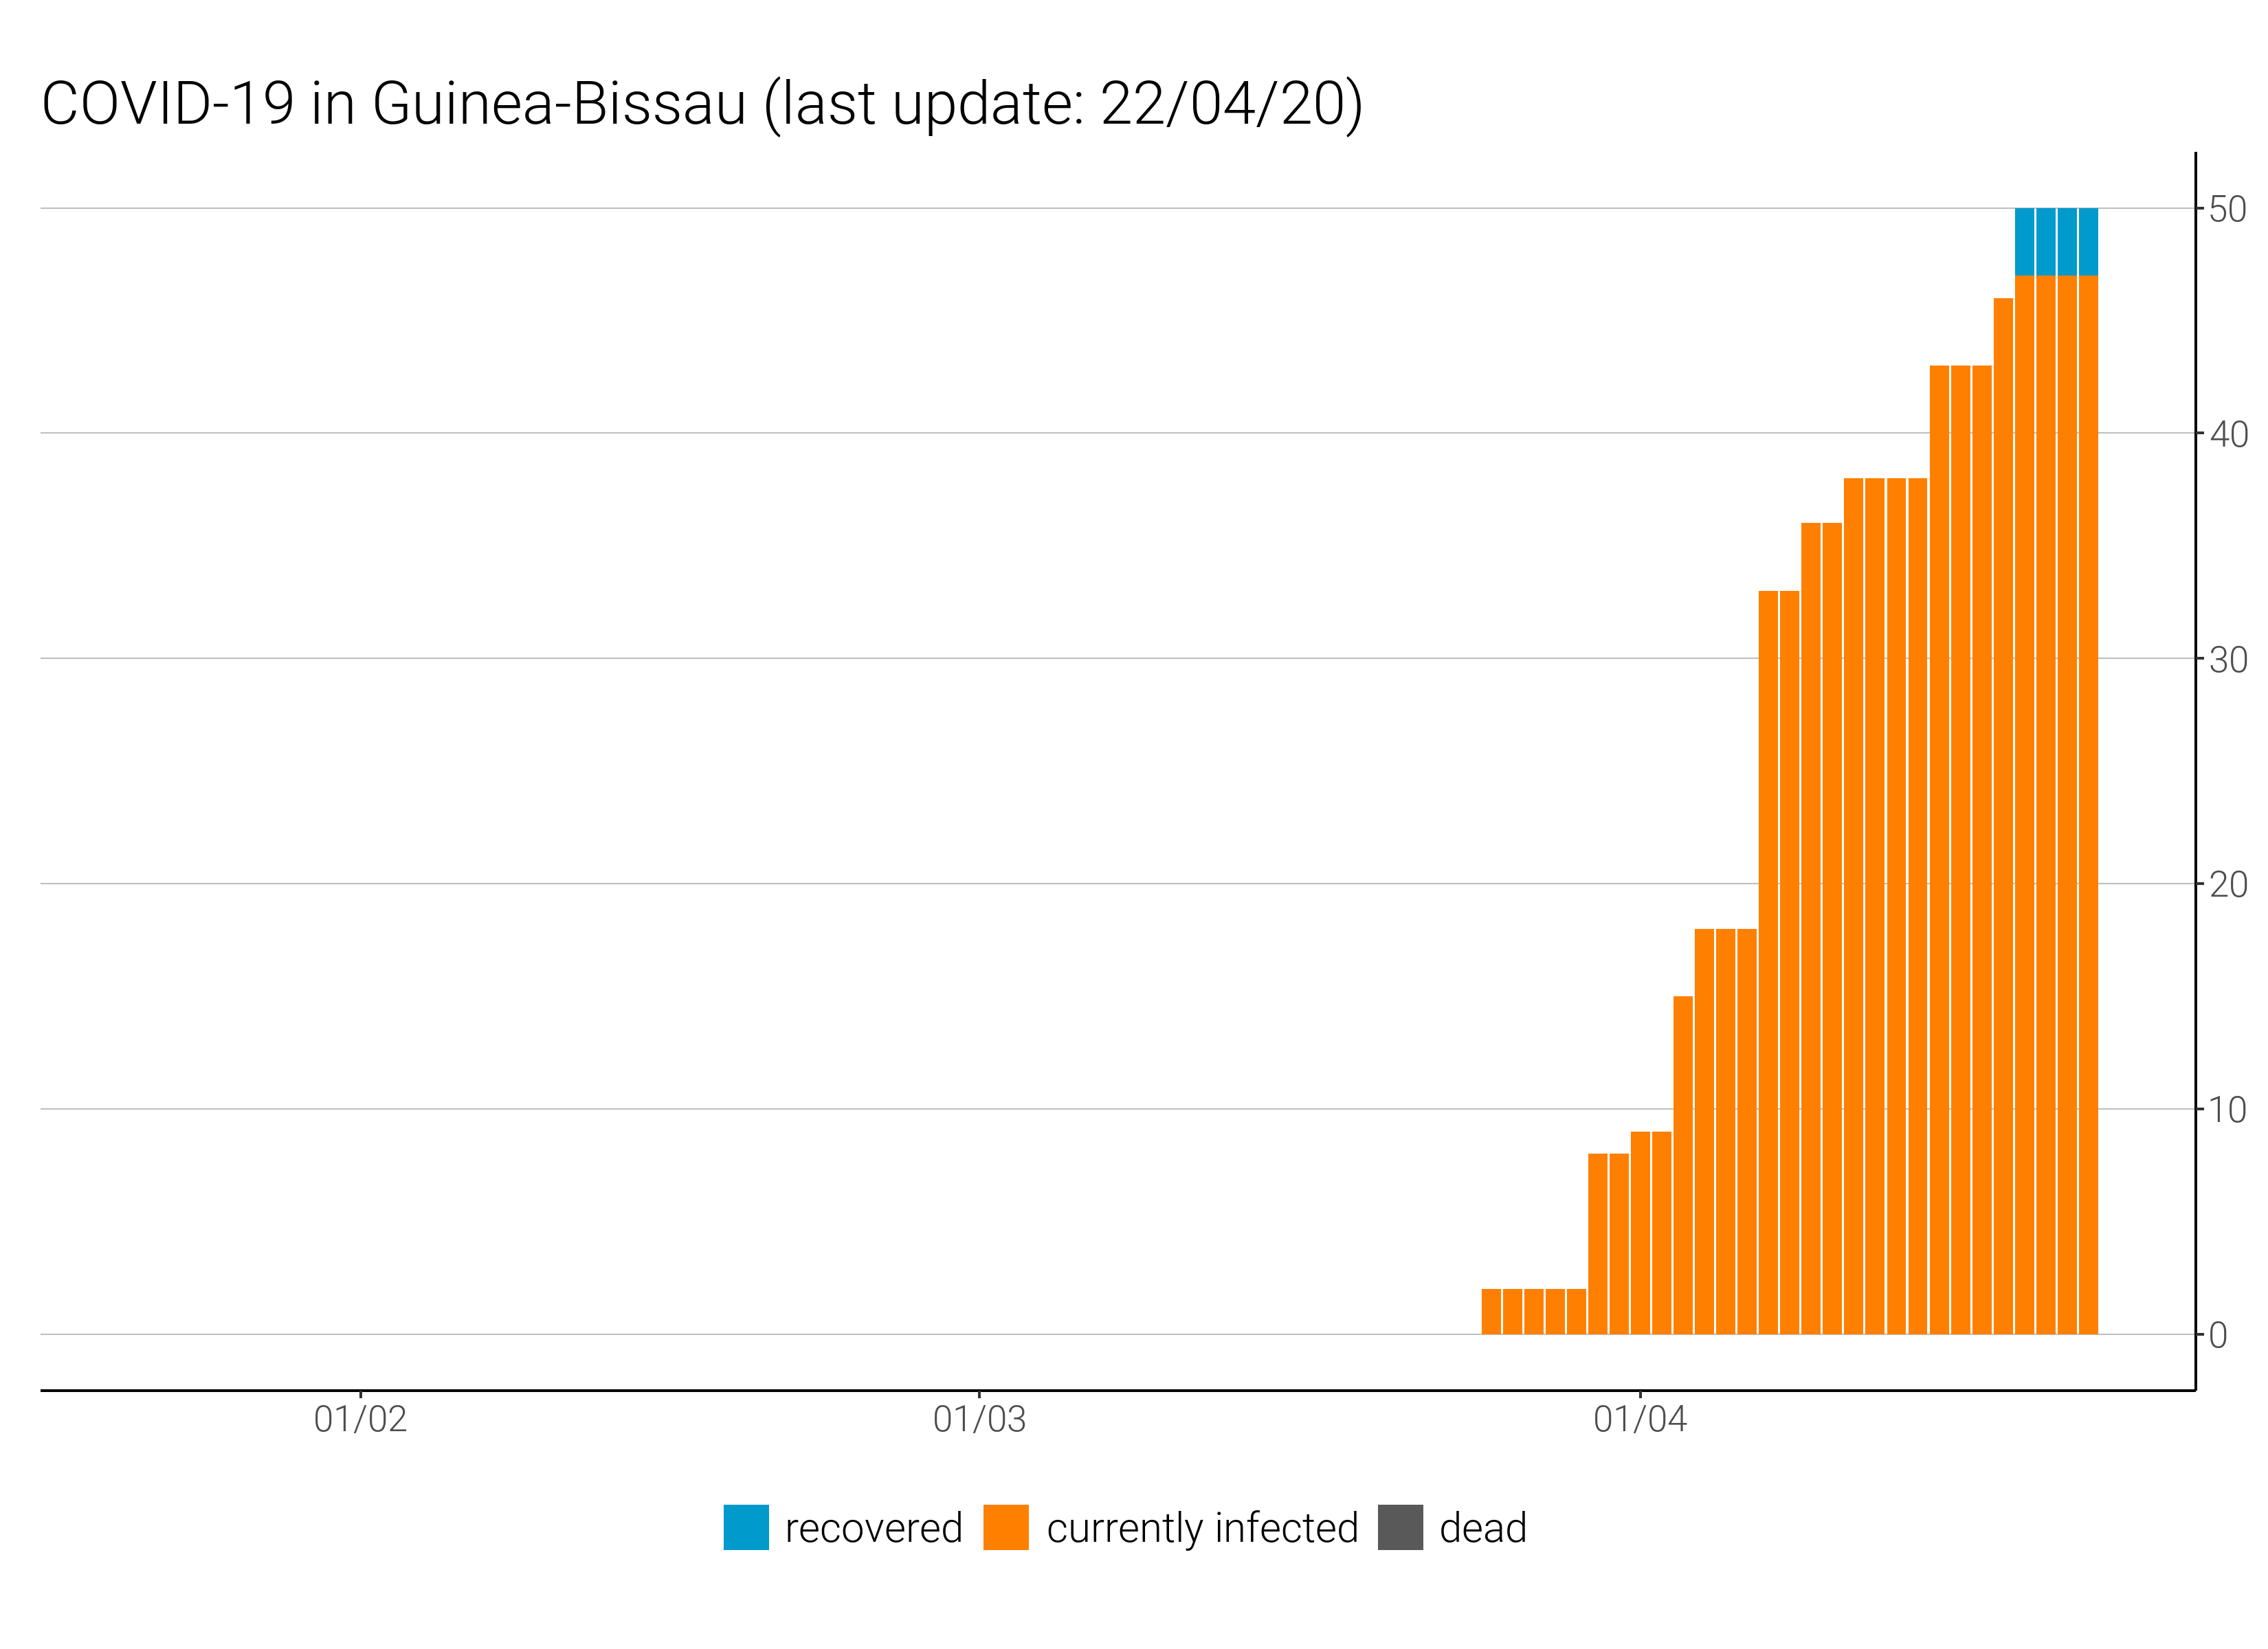 COVID-19 in Guinea-Bissau (last update: 22/04/20)
50
40
30
20
10
0
01/02 01/03 01/04
recovered currently infected dead